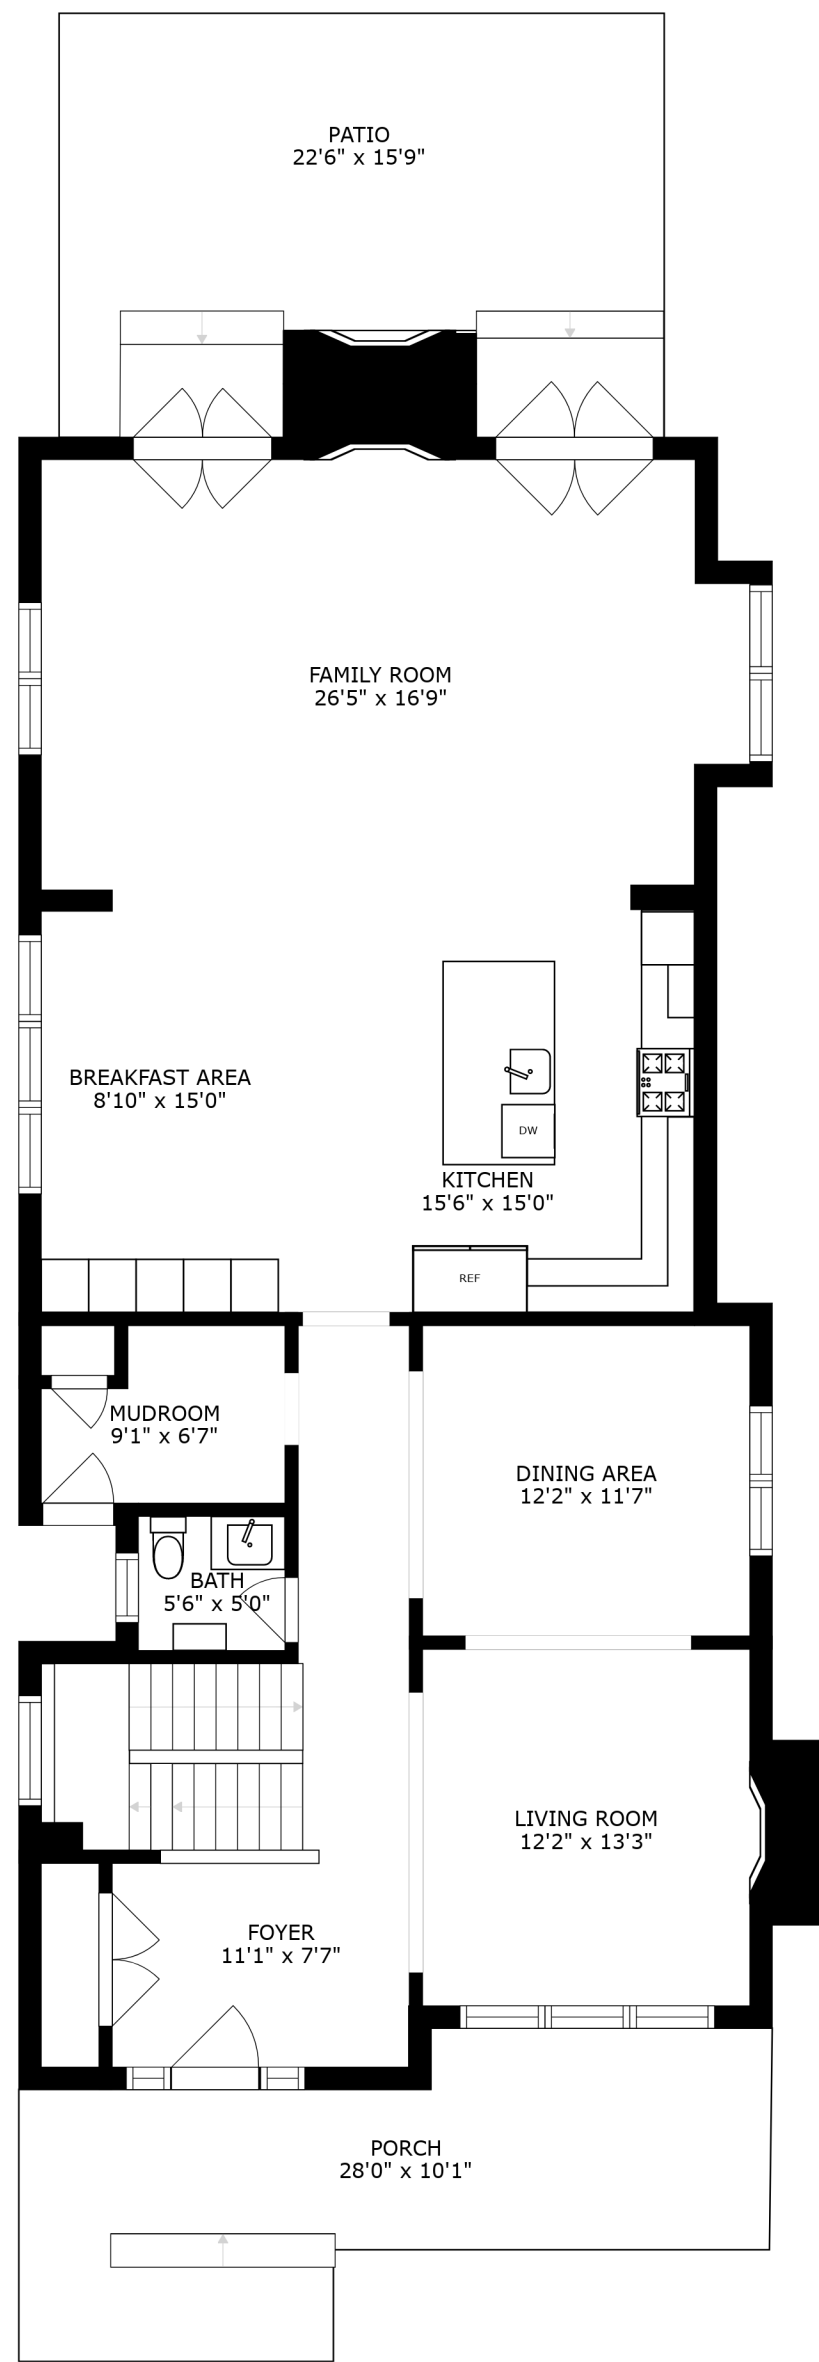 PATIO
22'6" x 15'9"
FAMILY ROOM
26'5" x 16'9"
BREAKFAST AREA
8'10" x 15'0"
DW
KITCHEN
15'6" x 15'0"
REF
MUDROOM
9'1" x 6'7"
DINING AREA
12'2" x 11'7"
BATH
5'6" x 5'0"
LIVING ROOM
12'2" x 13'3"
FOYER
11'1" x 7'7"
PORCH
28'0" x 10'1"